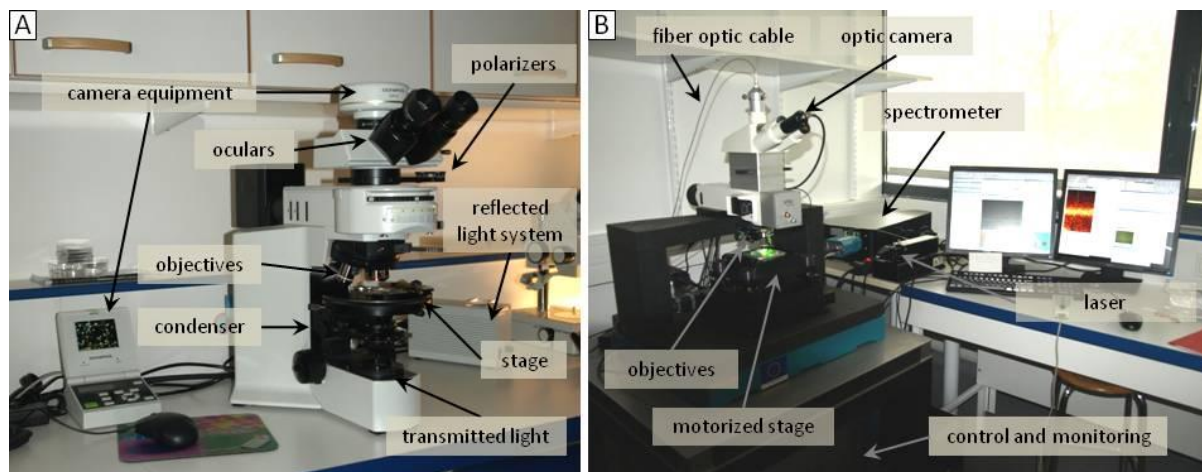 A
camera equipment
polarizers
oculars
reflected
light system
objectives
condenser
stage
transmitted light
B
fiber optic cable
optic camera
spectrometer
laser
objectives
motorized stage
control and monitoring